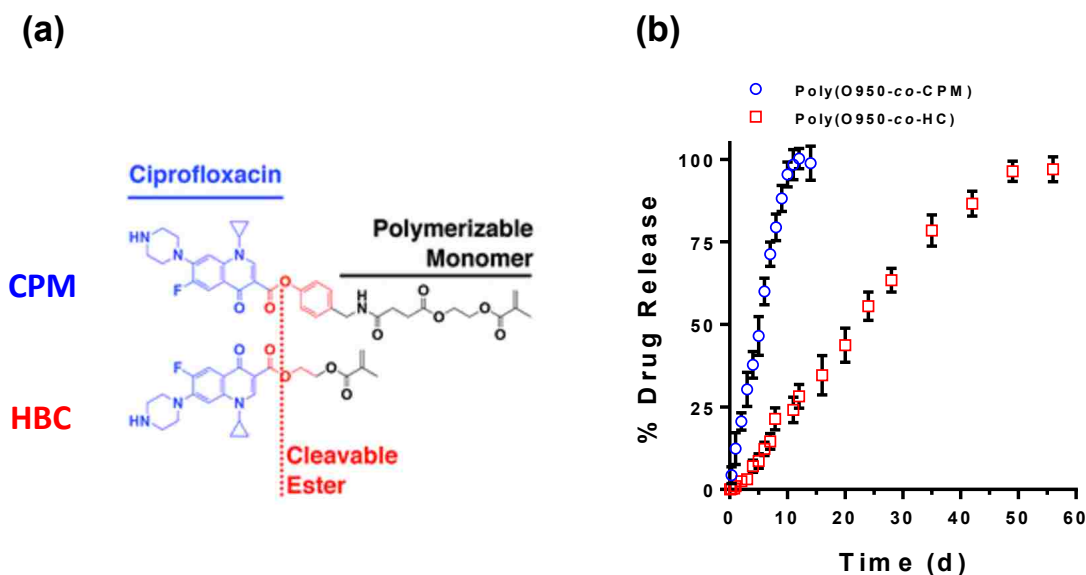 (a)
Ciprofloxacin
HN
N
N
F
O
O
O
H
N
O
O
O
O
O
Polymerizable
Monomer
CPM
O
O
F
O
O
O
N
N
HN
HBC
Cleavable
Ester
(b)
Poly(O950-co-CPM)
Poly(O950-co-HC)
% Drug Release
100
75
50
25
0
0 10 20 30 40 50 60
Time (d)